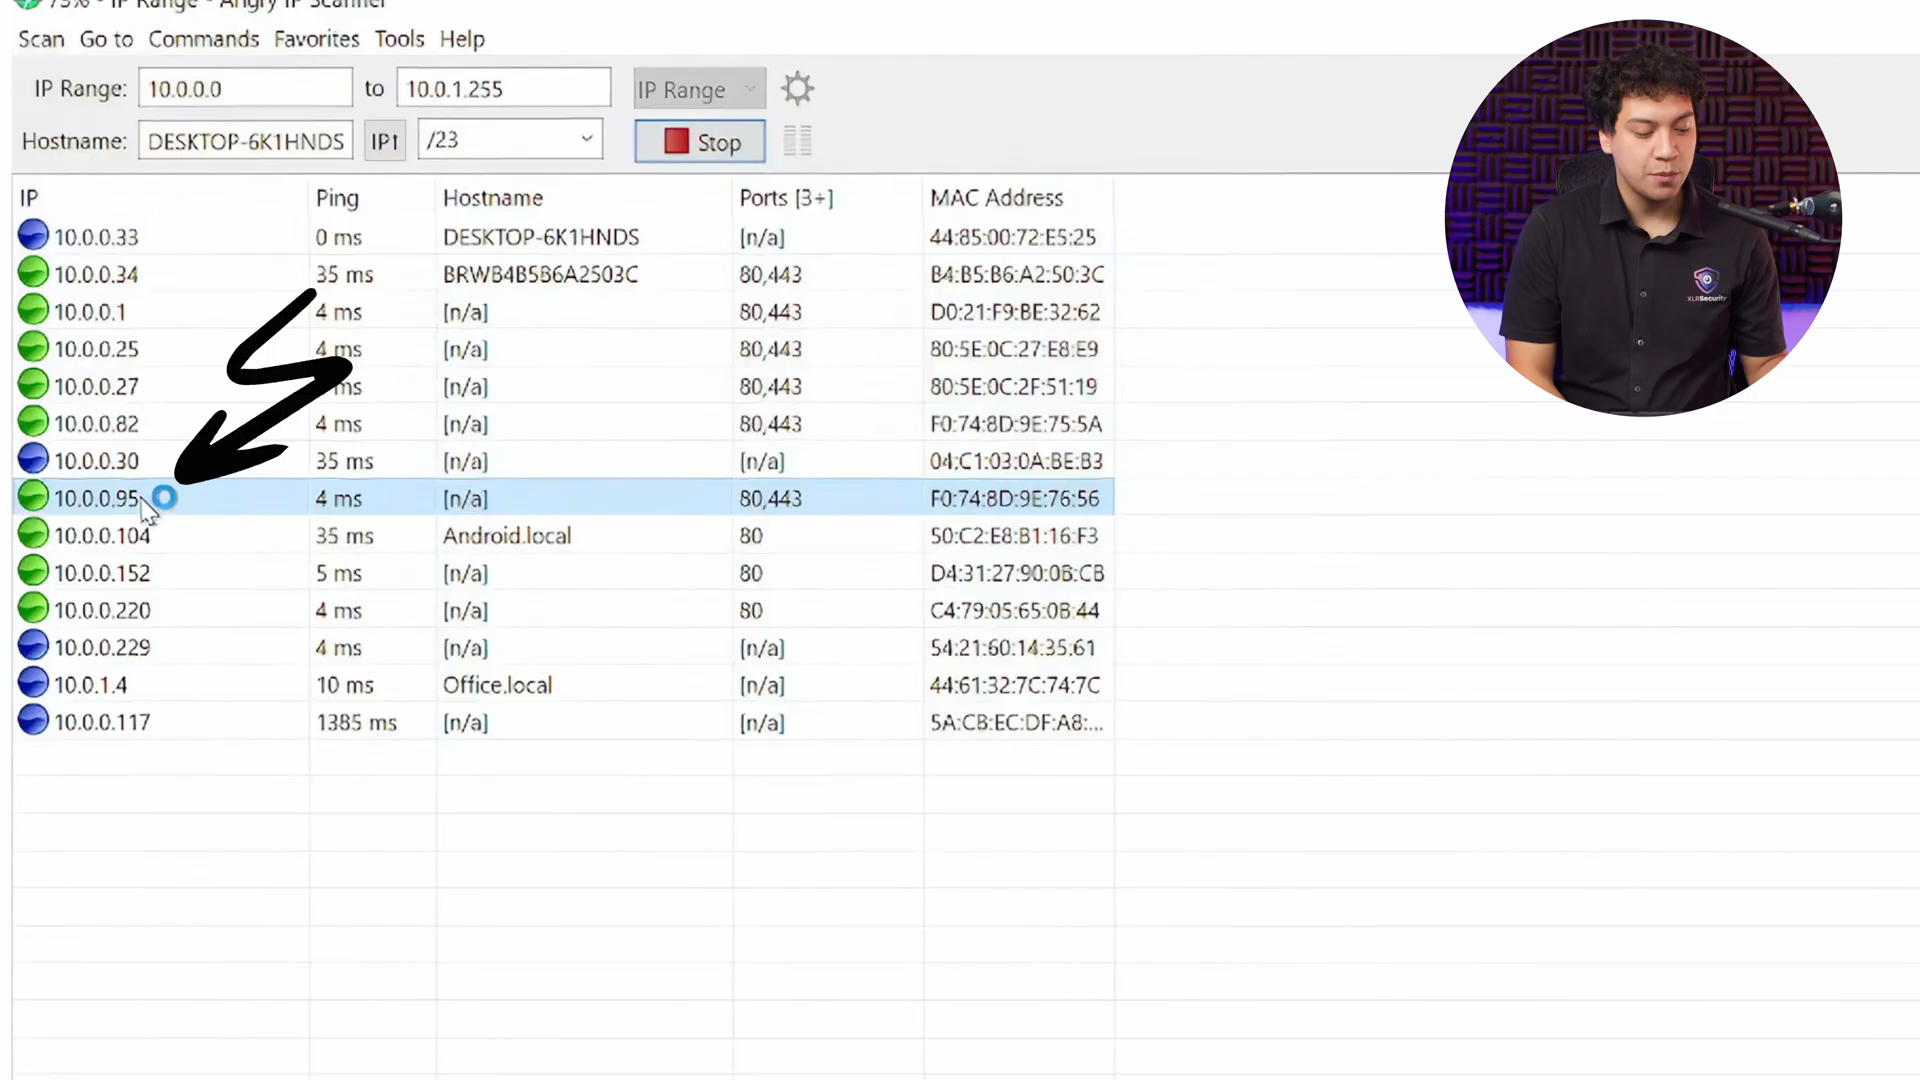 73% - IP Range - Angry IP Scanner
Scan Go to Commands Favorites Tools Help
IP Range: 10.0.0.0 to 10.0.1.255 IP Range
Hostname: DESKTOP-6K1HNDS IP↑ /23 Stop
IP Ping Hostname Ports [3+] MAC Address
10.0.0.33 0 ms DESKTOP-6K1HNDS [n/a] 44:85:00:72:E5:25
10.0.0.34 35 ms BRWB4B5B6A2503C 80,443 B4:B5:B6:A2:50:3C
10.0.0.1 4 ms [n/a] 80,443 D0:21:F9:BE:32:62
10.0.0.25 4 ms [n/a] 80,443 80:5E:0C:27:E8:E9
10.0.0.27 ms [n/a] 80,443 80:5E:0C:2F:51:19
10.0.0.82 4 ms [n/a] 80,443 F0:74:8D:9E:75:5A
10.0.0.30 35 ms [n/a] [n/a] 04:C1:03:0A:BE:B3
10.0.0.95 4 ms [n/a] 80,443 F0:74:8D:9E:76:56
10.0.0.104 35 ms Android.local 80 50:C2:E8:B1:16:F3
10.0.0.152 5 ms [n/a] 80 D4:31:27:90:0B:CB
10.0.0.220 4 ms [n/a] 80 C4:79:05:65:0B:44
10.0.0.229 4 ms [n/a] [n/a] 54:21:60:14:35:61
10.0.1.4 10 ms Office.local [n/a] 44:61:32:7C:74:7C
10.0.0.117 1385 ms [n/a] [n/a] 5A:CB:EC:DF:A8:...
XLRSecurity